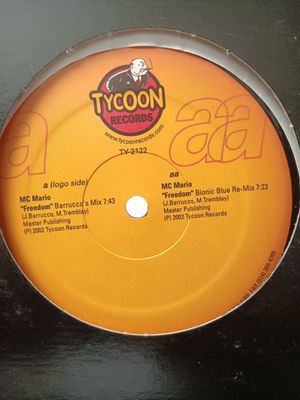 TYCOON
RECORDS
www.tycoonrecords.com
TY-2122
a
aa
a (logo side)
MC Mario
"Freedom" Barrucco's Mix 7:43
(J.Barrucco, M.Tremblay)
Master Publishing
(P) 2002 Tycoon Records
aa
MC Mario
"Freedom" Bionic Blue Re-Mix 7:23
(J.Barrucco, M.Tremblay)
Master Publishing
(P) 2002 Tycoon Records